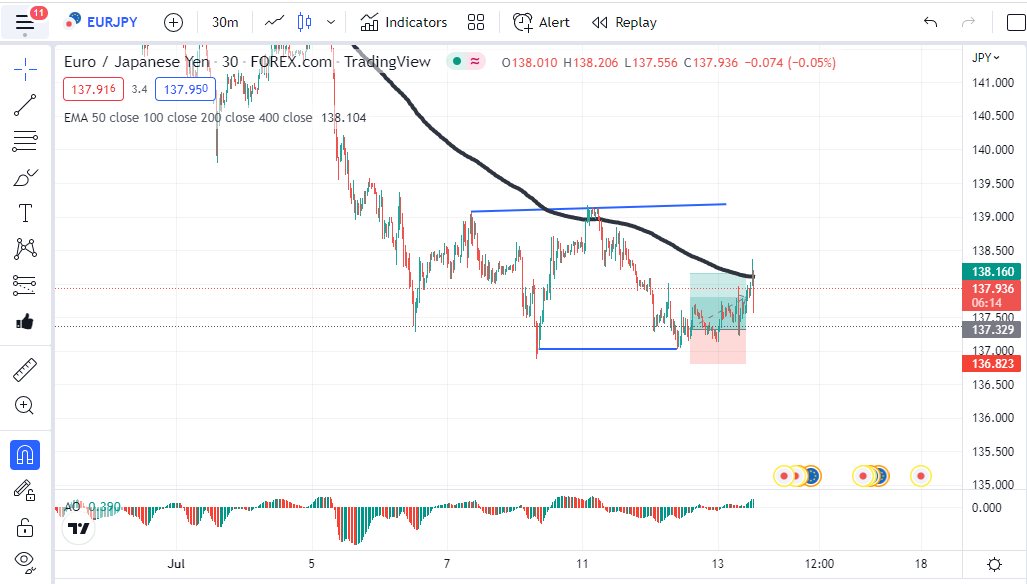 11
EURJPY
30m
Indicators
Alert
Replay
Euro / Japanese Yen · 30 · FOREX.com · TradingView
O138.010 H138.206 L137.556 C137.936 −0.074 (−0.05%)
JPY
137.916 3.4 137.950
EMA 50 close 100 close 200 close 400 close 138.104
141.000
140.500
140.000
139.500
139.000
138.500
138.160
137.936
06:14
137.500
137.329
137.000
136.823
136.500
136.000
135.500
135.000
AO 0.390
0.000
Jul 5 7 11 13 12:00 18